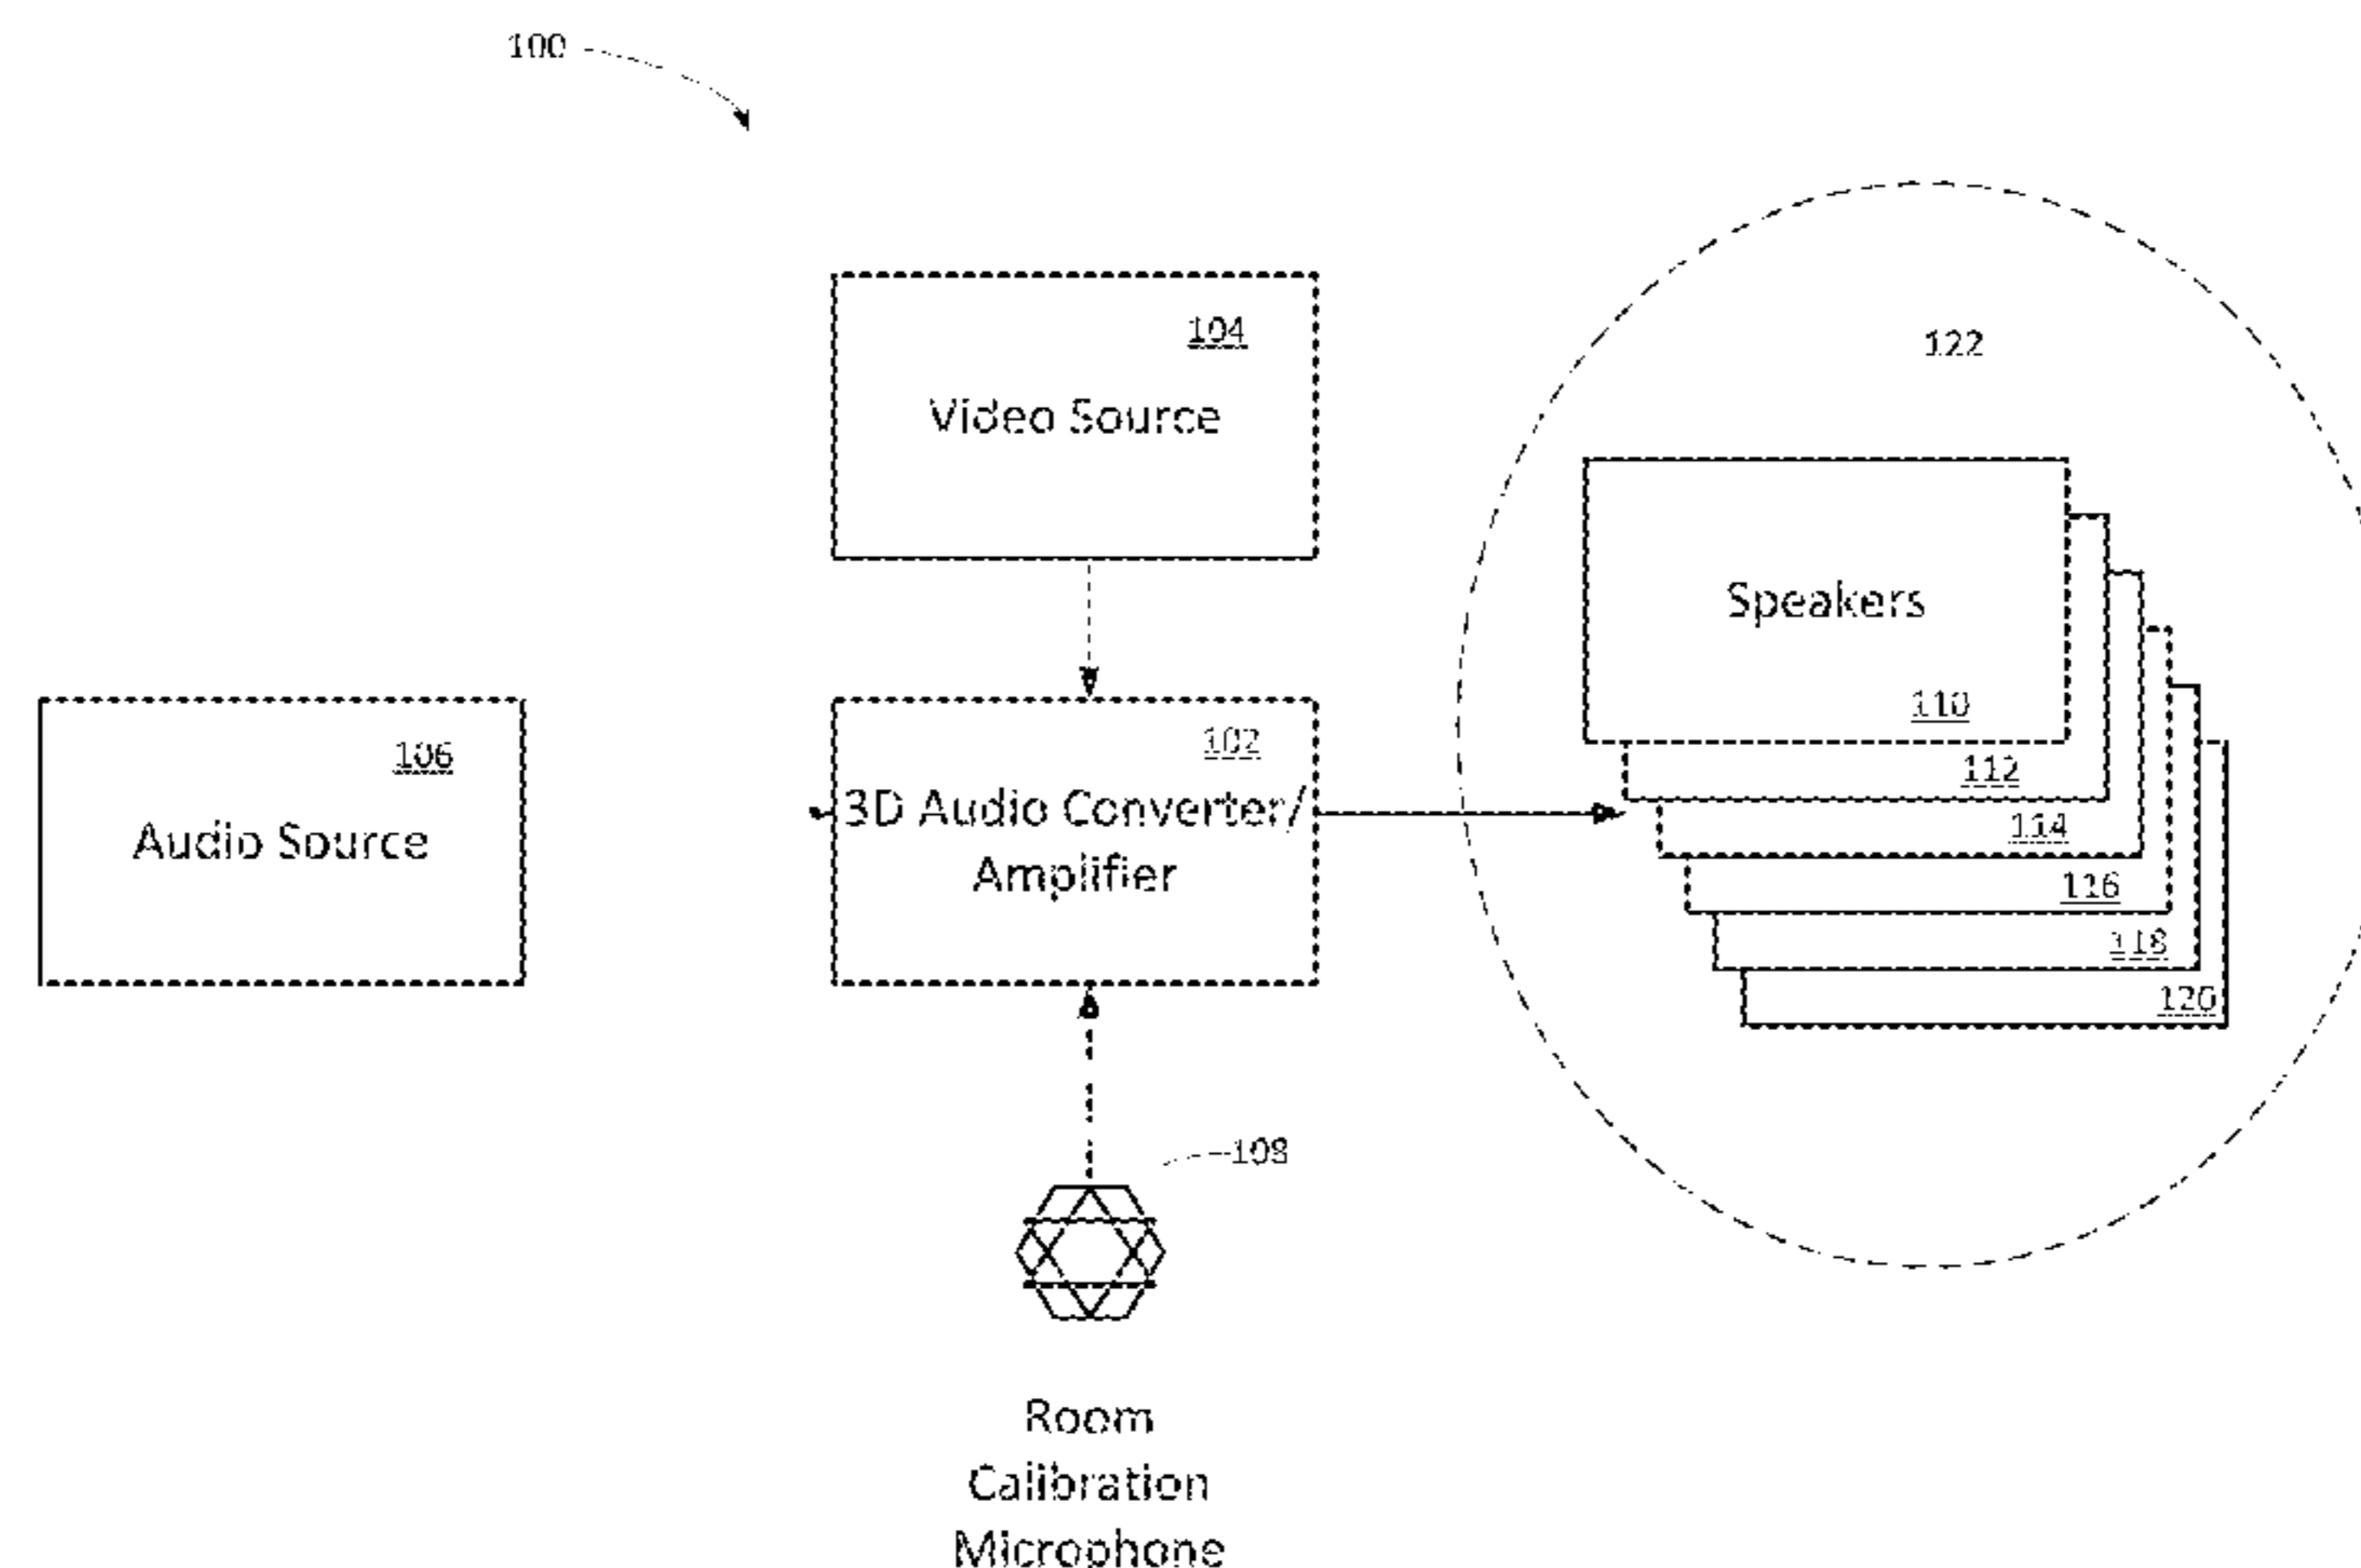 100
104
Video Source
122
Speakers
110
112
114
116
118
120
106
Audio Source
102
3D Audio Converter/
Amplifier
108
Room
Calibration
Microphone